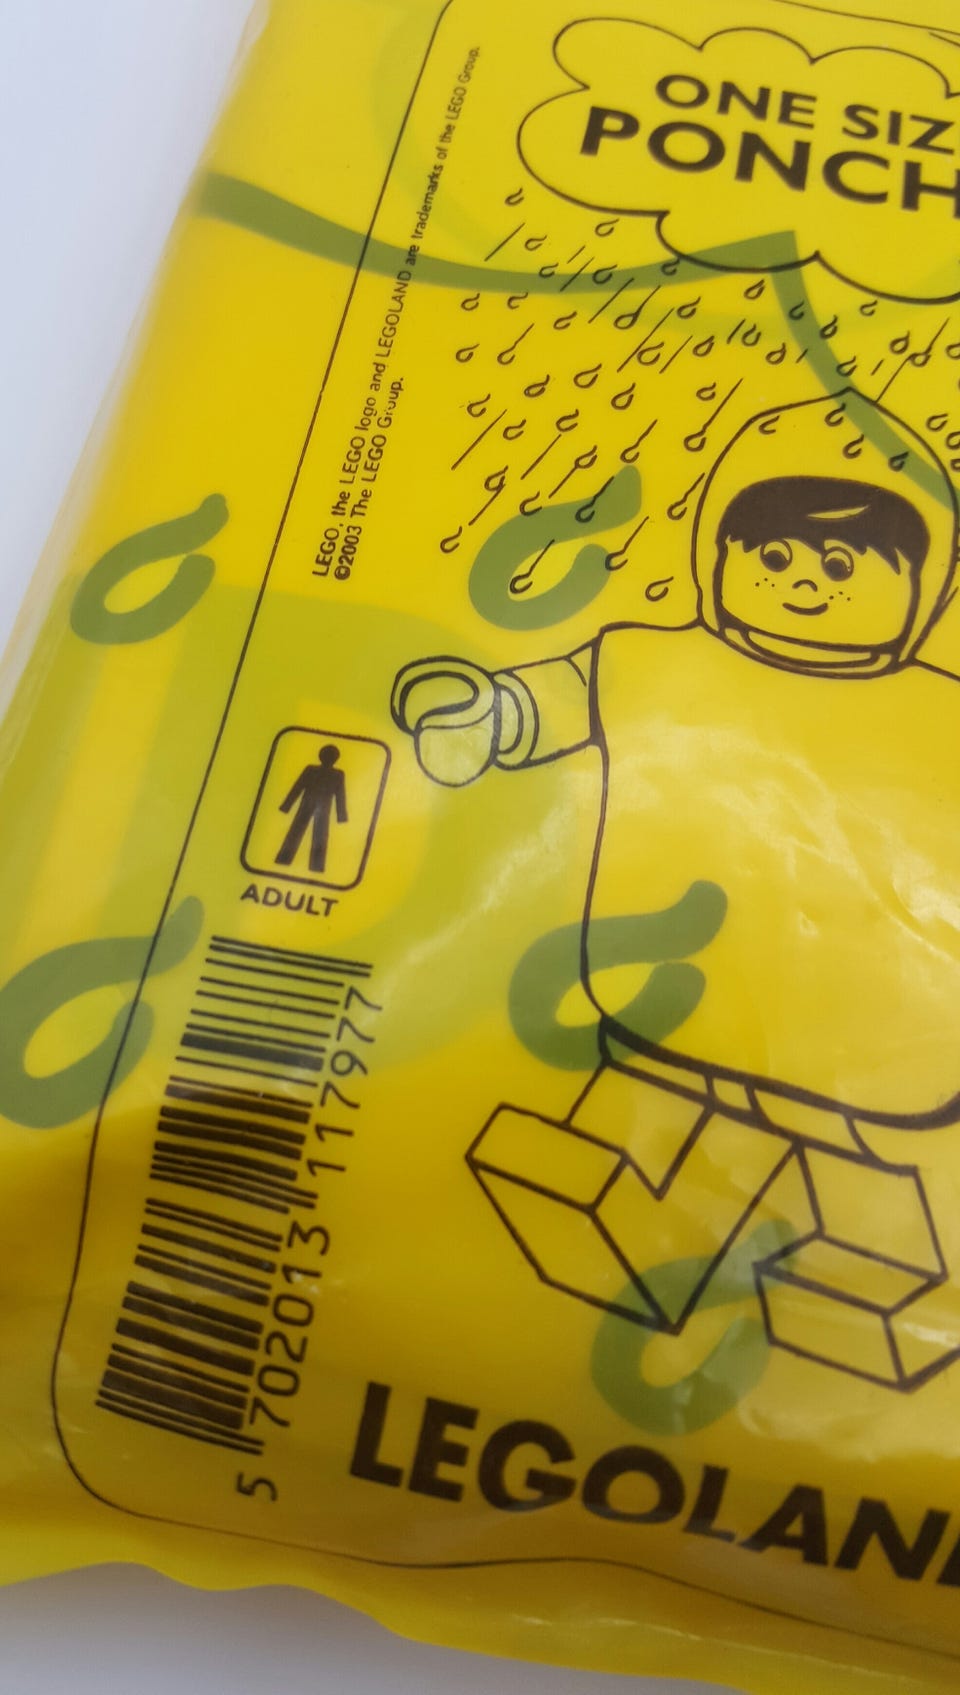 ONE SIZ
PONCH
LEGO, the LEGO logo and LEGOLAND are trademarks of the LEGO Group.
©2003 The LEGO Group.
ADULT
5 702013 117977
LEGOLAN